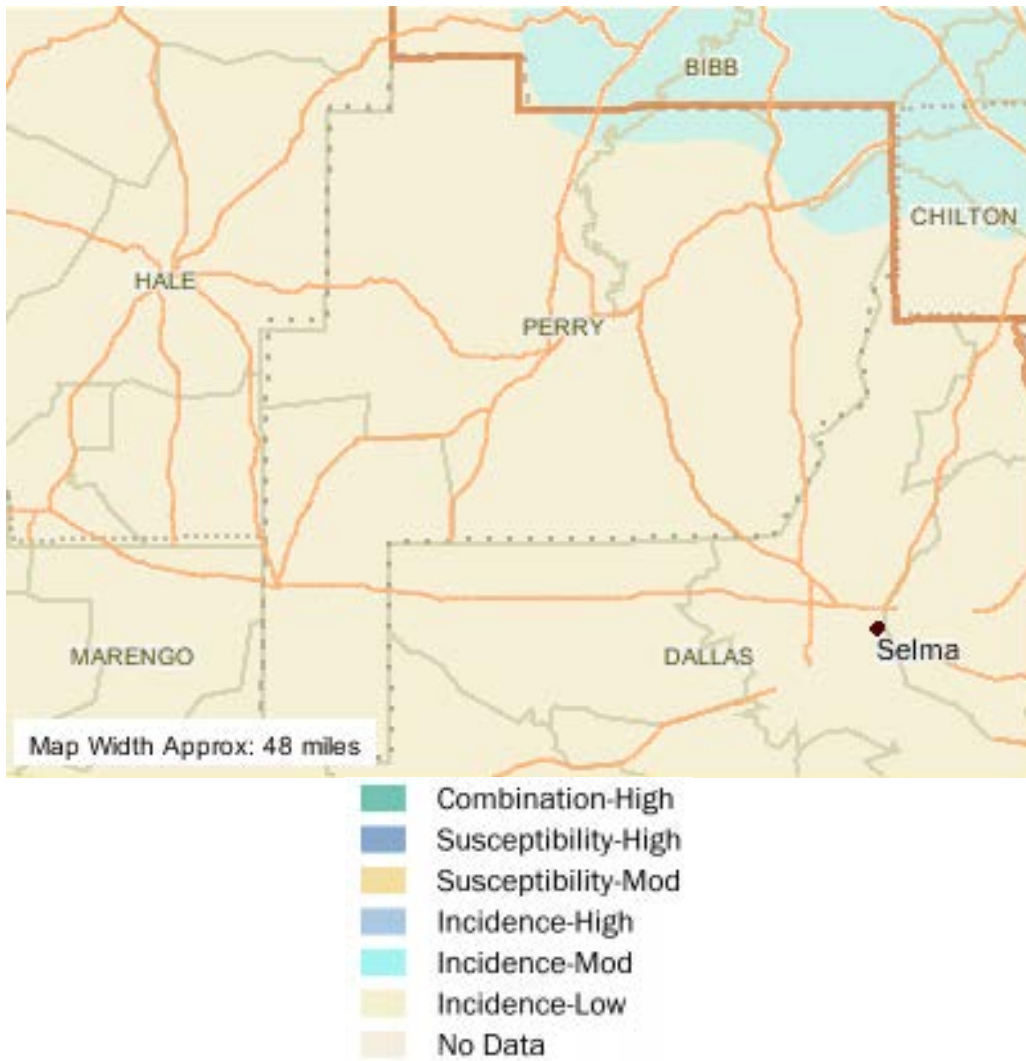 BIBB
CHILTON
HALE
PERRY
MARENGO
DALLAS
Selma
Map Width Approx: 48 miles
Combination-High
Susceptibility-High
Susceptibility-Mod
Incidence-High
Incidence-Mod
Incidence-Low
No Data